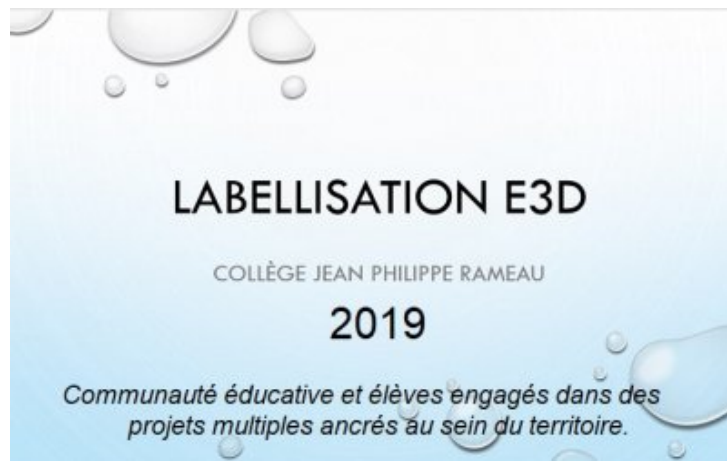 LABELLISATION E3D
COLLÈGE JEAN PHILIPPE RAMEAU
2019
Communauté éducative et élèves engagés dans des
projets multiples ancrés au sein du territoire.